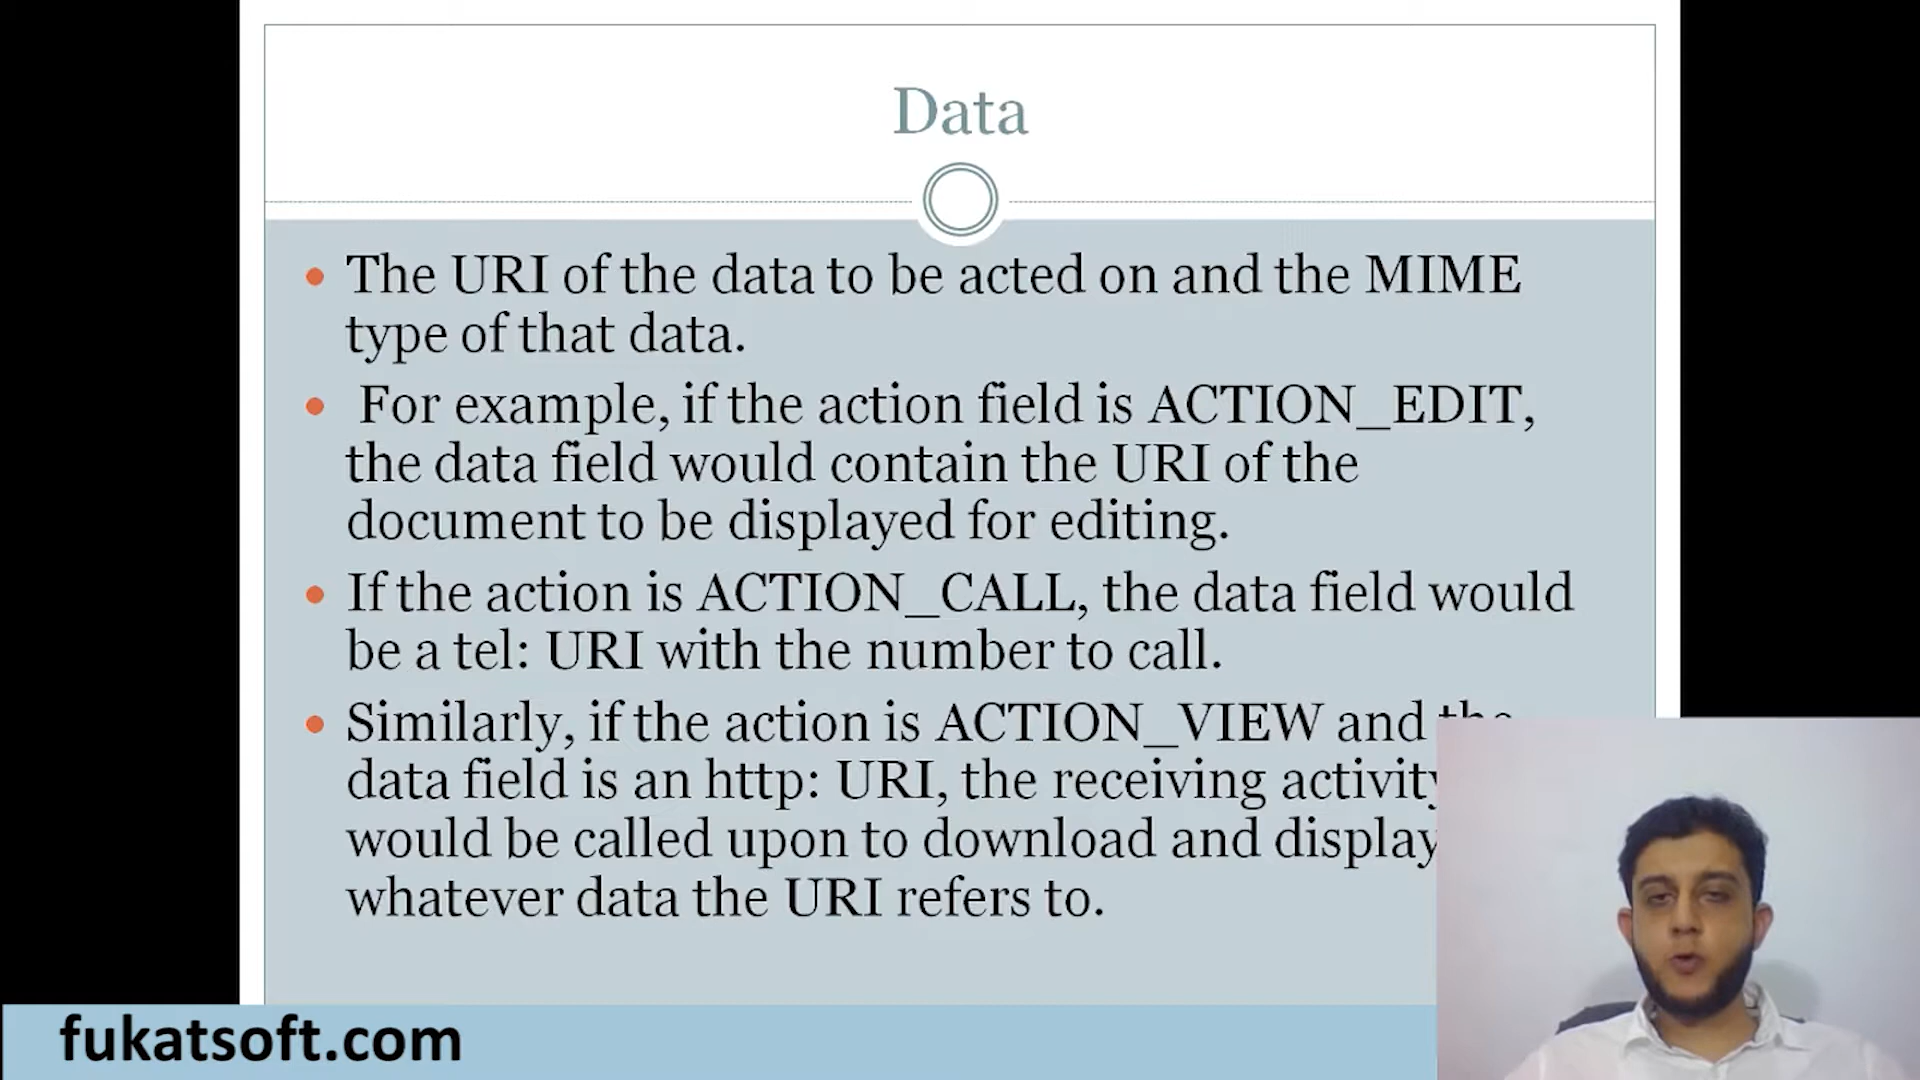 Data
The URI of the data to be acted on and the MIME
type of that data.
For example, if the action field is ACTION_EDIT,
the data field would contain the URI of the
document to be displayed for editing.
If the action is ACTION_CALL, the data field would
be a tel: URI with the number to call.
Similarly, if the action is ACTION_VIEW and the
data field is an http: URI, the receiving activity
would be called upon to download and display
whatever data the URI refers to.
fukatsoft.com